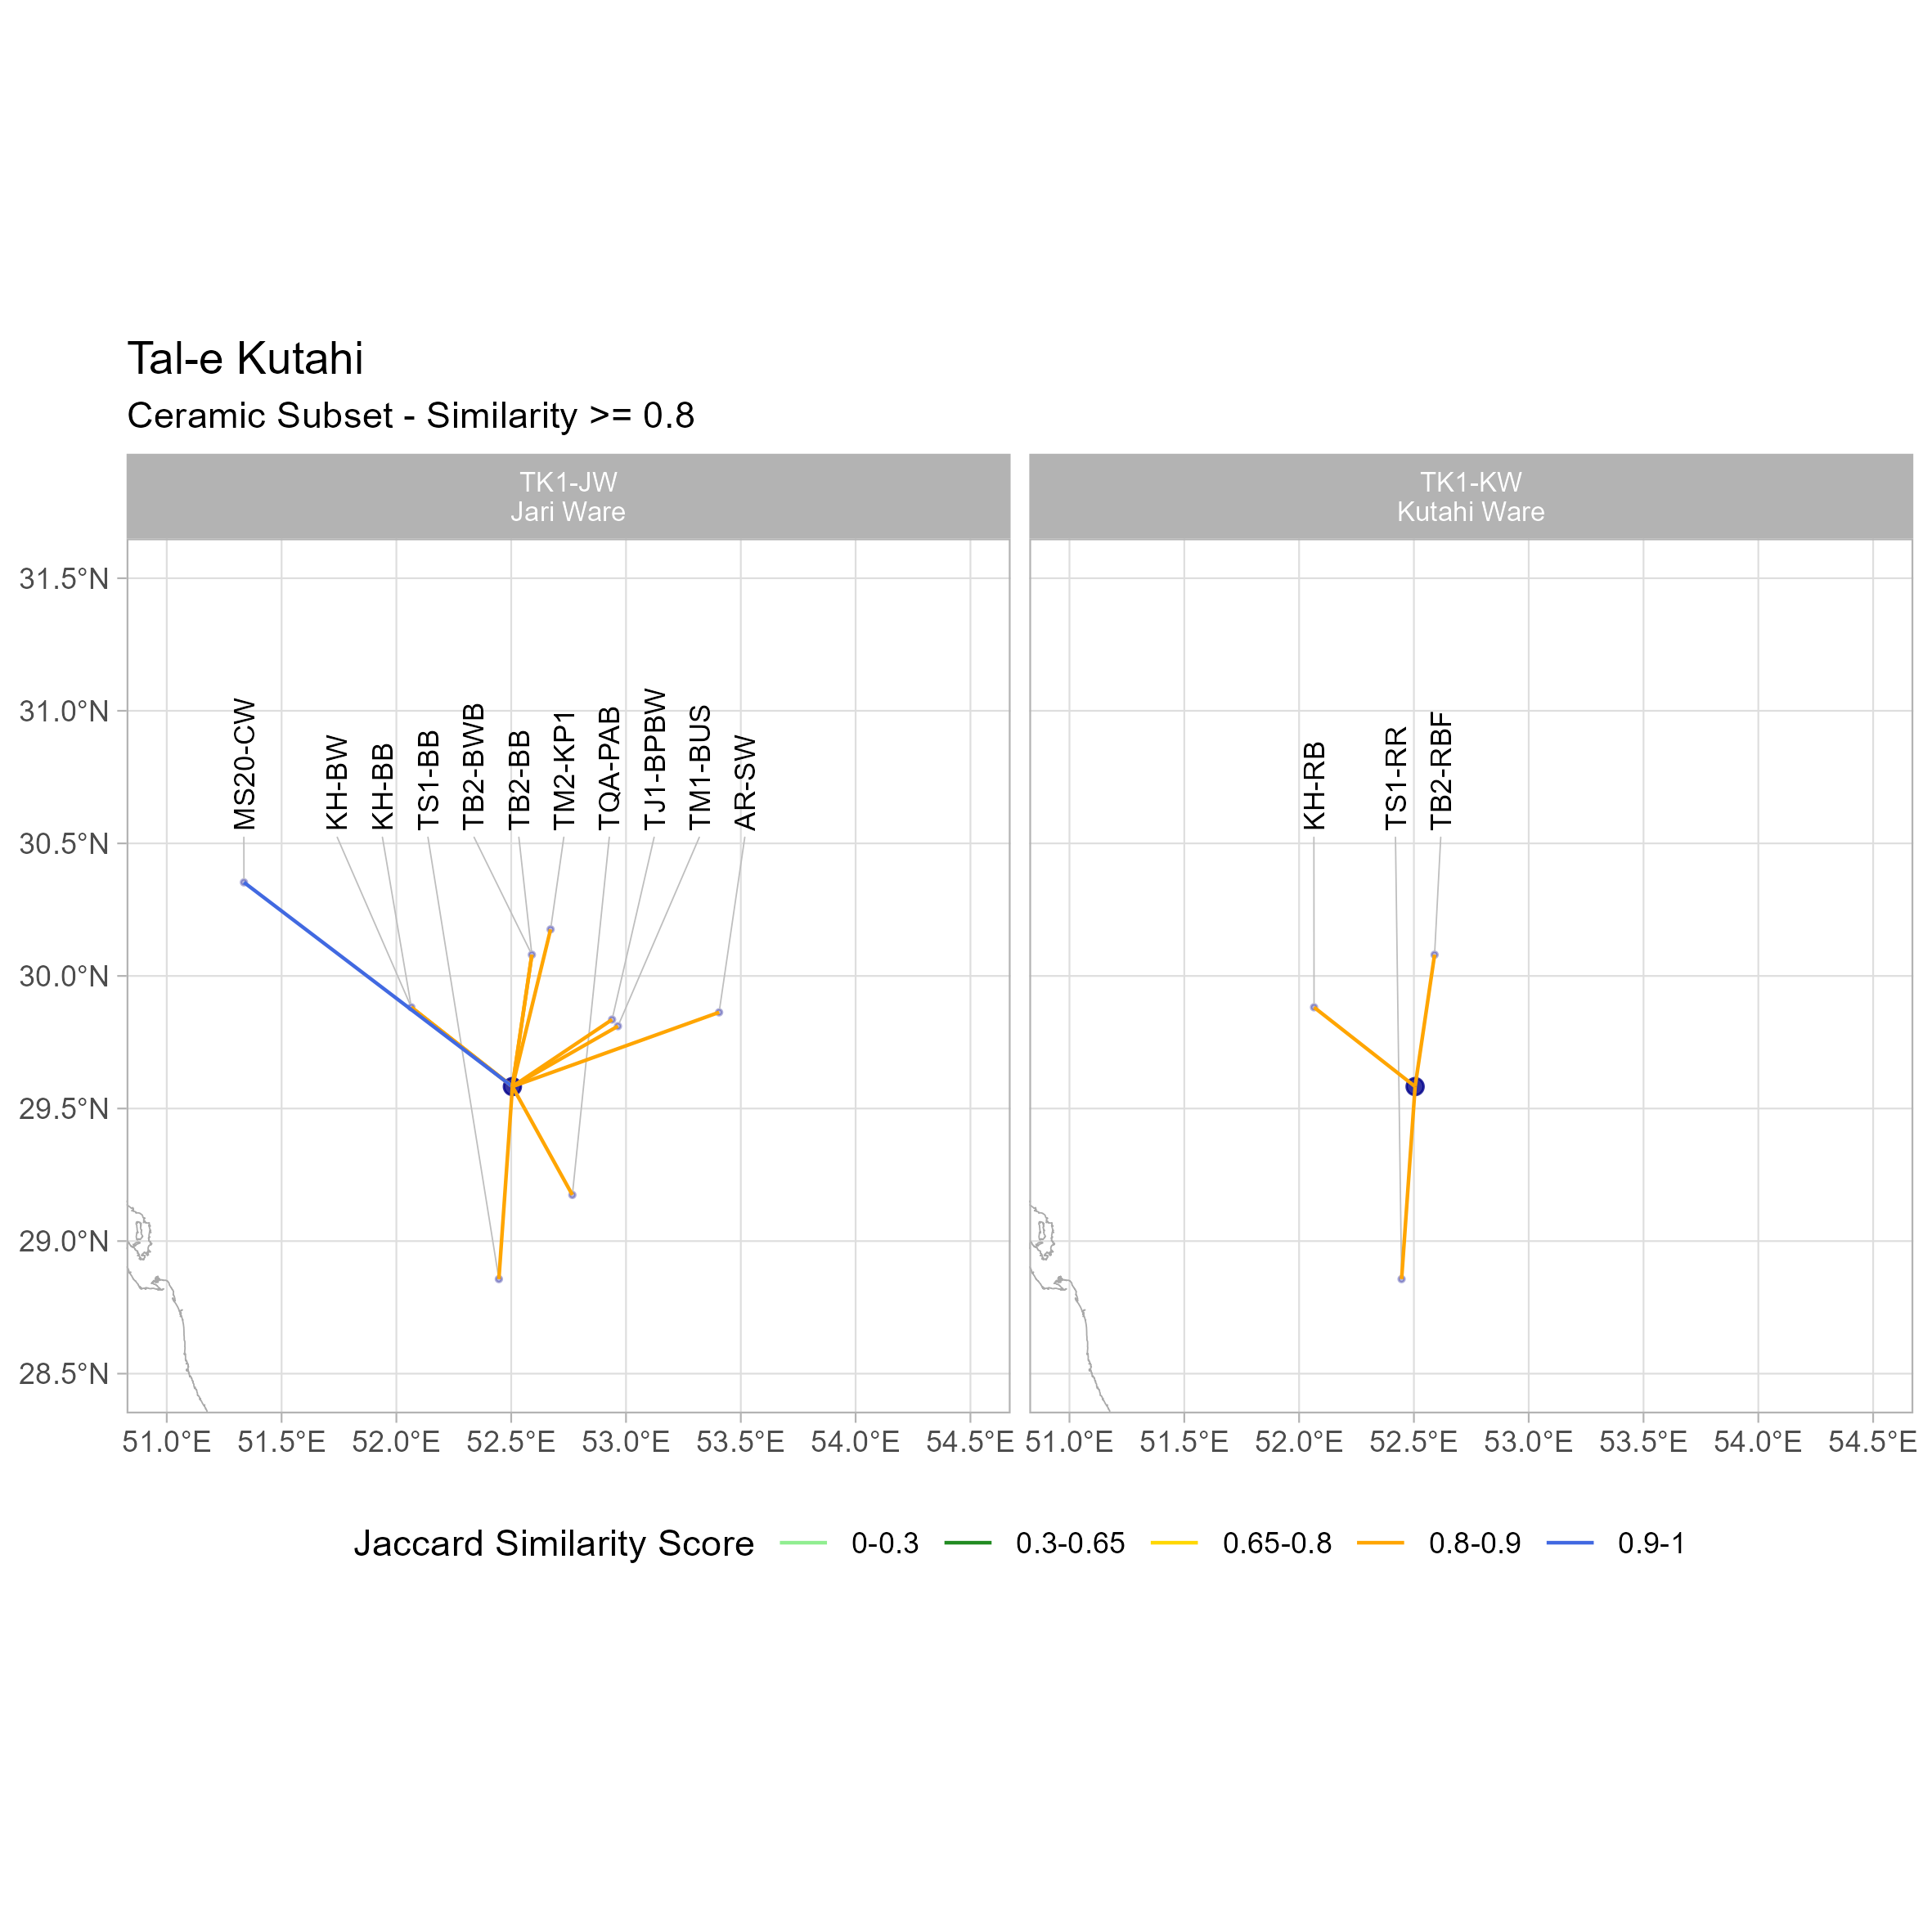 Tal-e Kutahi
Ceramic Subset - Similarity >= 0.8
TK1-JW
Jari Ware
TK1-KW
Kutahi Ware
31.5°N
31.0°N
30.5°N
30.0°N
29.5°N
29.0°N
28.5°N
MS20-CW
KH-BW
KH-BB
TS1-BB
TB2-BWB
TB2-BB
TM2-KP1
TQA-PAB
TJ1-BPBW
TM1-BUS
AR-SW
KH-RB
TS1-RR
TB2-RBF
51.0°E 51.5°E 52.0°E 52.5°E 53.0°E 53.5°E 54.0°E 54.5°E
51.0°E 51.5°E 52.0°E 52.5°E 53.0°E 53.5°E 54.0°E 54.5°E
Jaccard Similarity Score 0-0.3 0.3-0.65 0.65-0.8 0.8-0.9 0.9-1